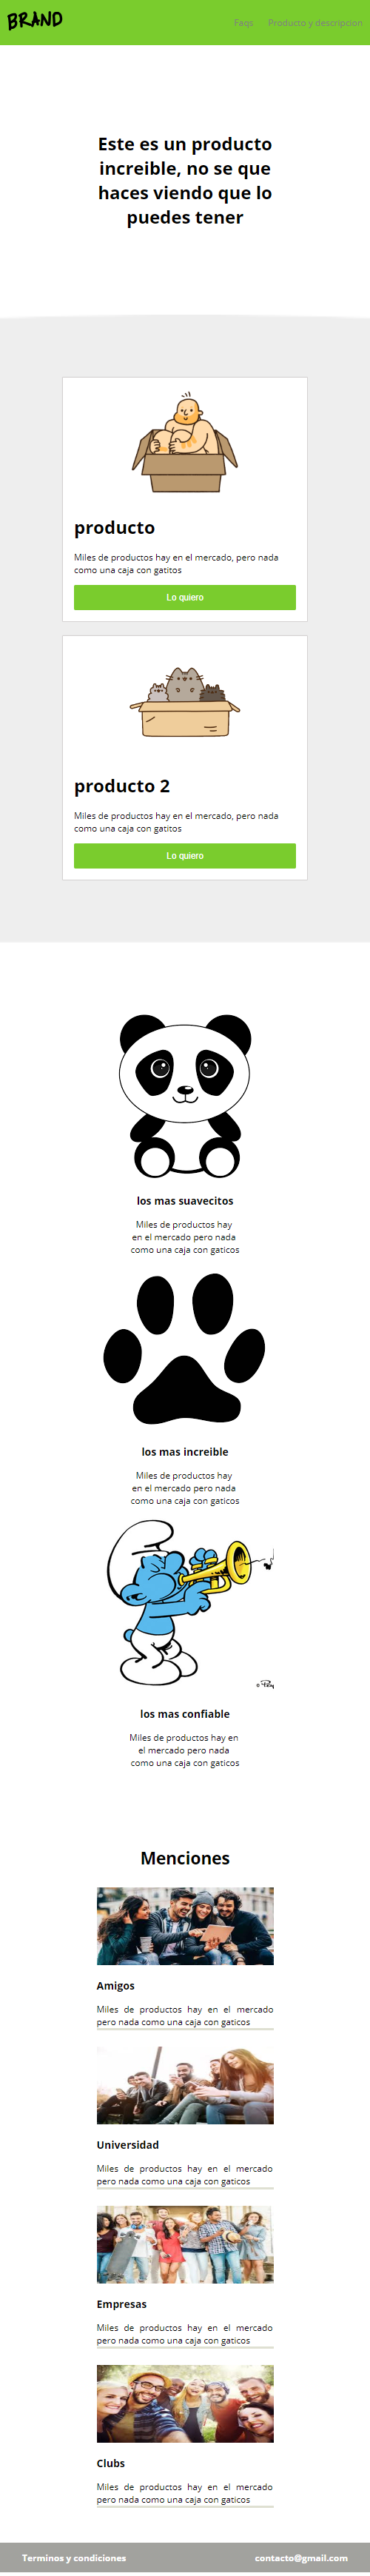 BRAND
Faqs Producto y descripcion
Este es un producto
increible, no se que
haces viendo que lo
puedes tener
producto
Miles de productos hay en el mercado, pero nada
como una caja con gatitos
Lo quiero
producto 2
Miles de productos hay en el mercado, pero nada
como una caja con gatitos
Lo quiero
los mas suavecitos
Miles de productos hay
en el mercado pero nada
como una caja con gaticos
los mas increible
Miles de productos hay
en el mercado pero nada
como una caja con gaticos
los mas confiable
Miles de productos hay en
el mercado pero nada
como una caja con gaticos
Menciones
Amigos
Miles de productos hay en el mercado
pero nada como una caja con gaticos
Universidad
Miles de productos hay en el mercado
pero nada como una caja con gaticos
Empresas
Miles de productos hay en el mercado
pero nada como una caja con gaticos
Clubs
Miles de productos hay en el mercado
pero nada como una caja con gaticos
Terminos y condiciones contacto@gmail.com